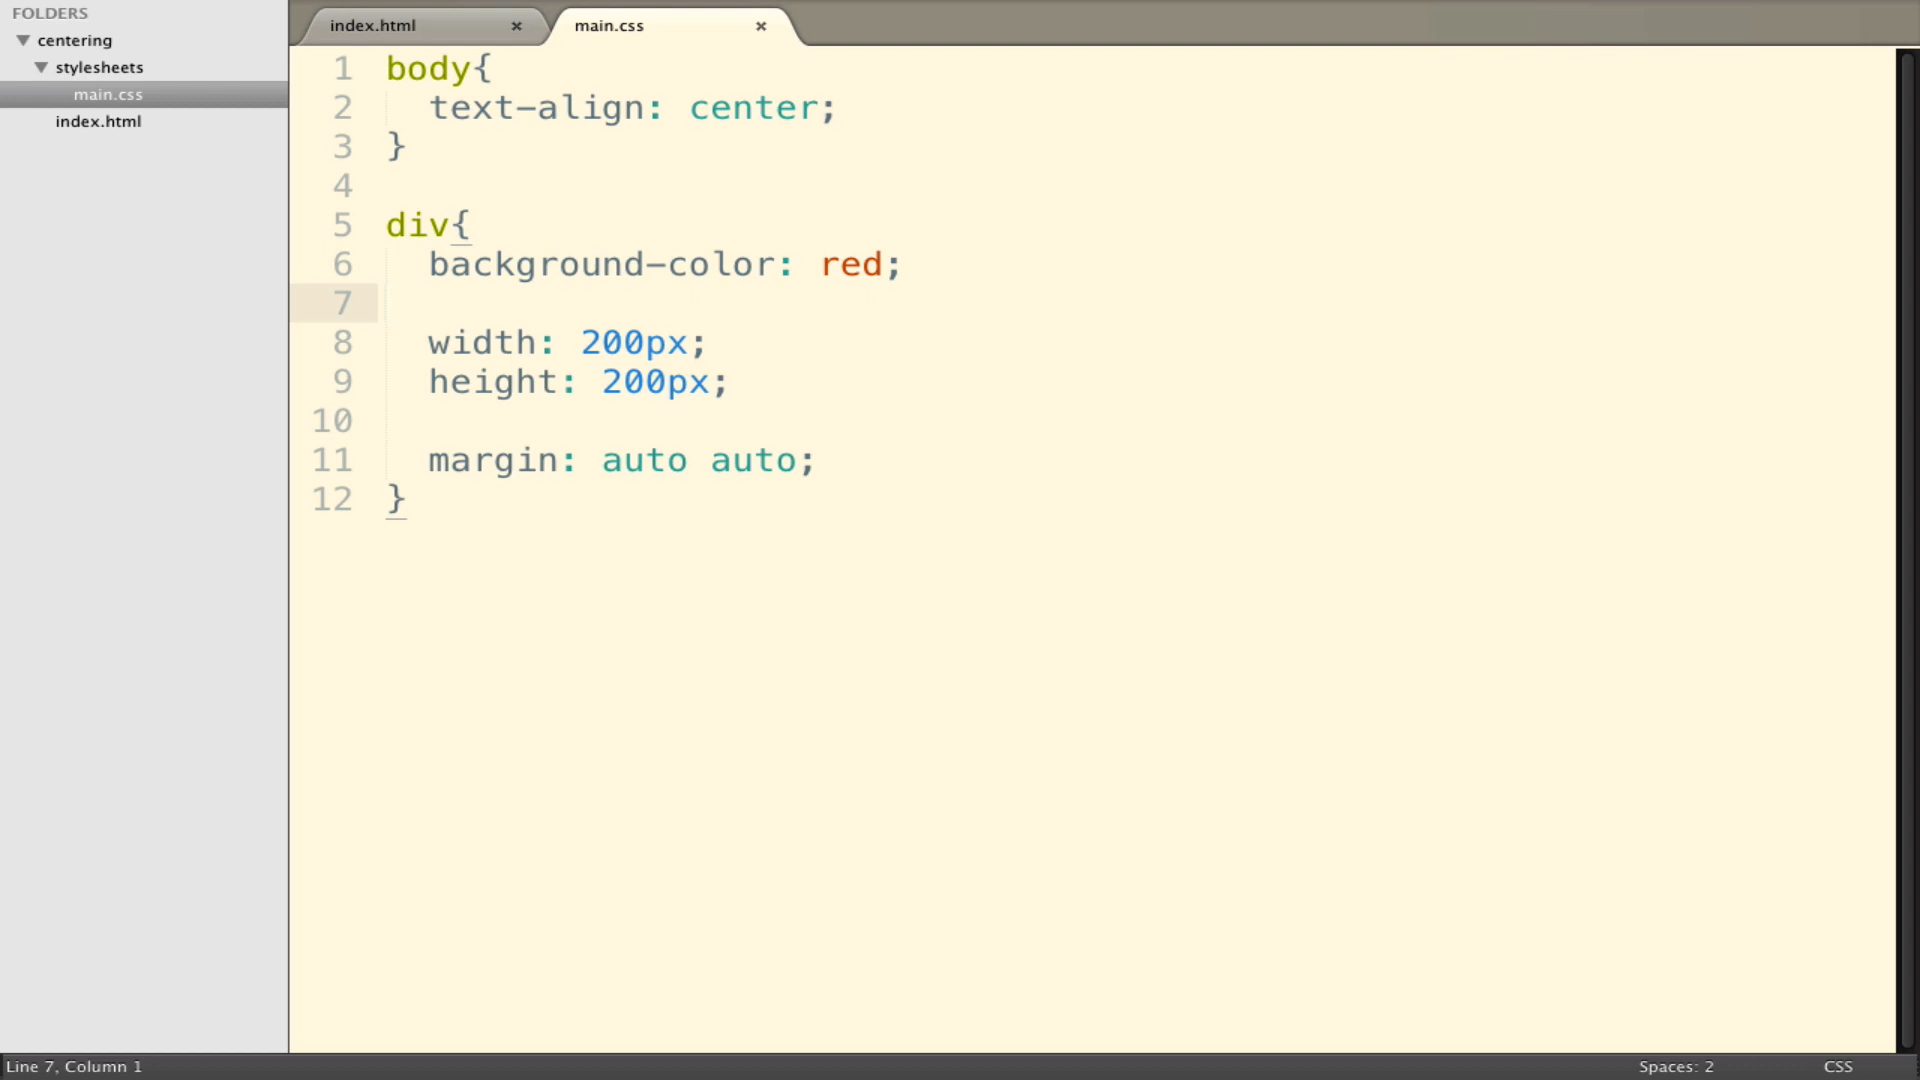 FOLDERS
centering
stylesheets
main.css
index.html
index.html ×
main.css ×
1 body{
2 text-align: center;
3 }
4
5 div{
6 background-color: red;
7
8 width: 200px;
9 height: 200px;
10
11 margin: auto auto;
12 }
Line 7, Column 1
Spaces: 2
CSS